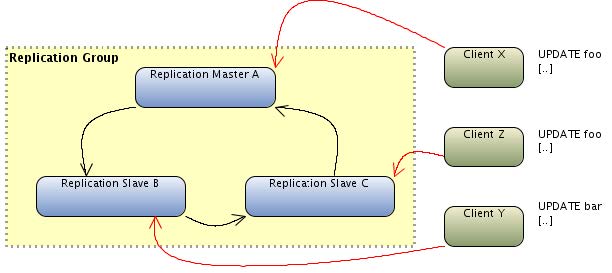 Replication Group
Replication Master A
Replication Slave B
Replication Slave C
Client X
UPDATE foo
[..]
Client Z
UPDATE foo
[..]
Client Y
UPDATE bar
[..]